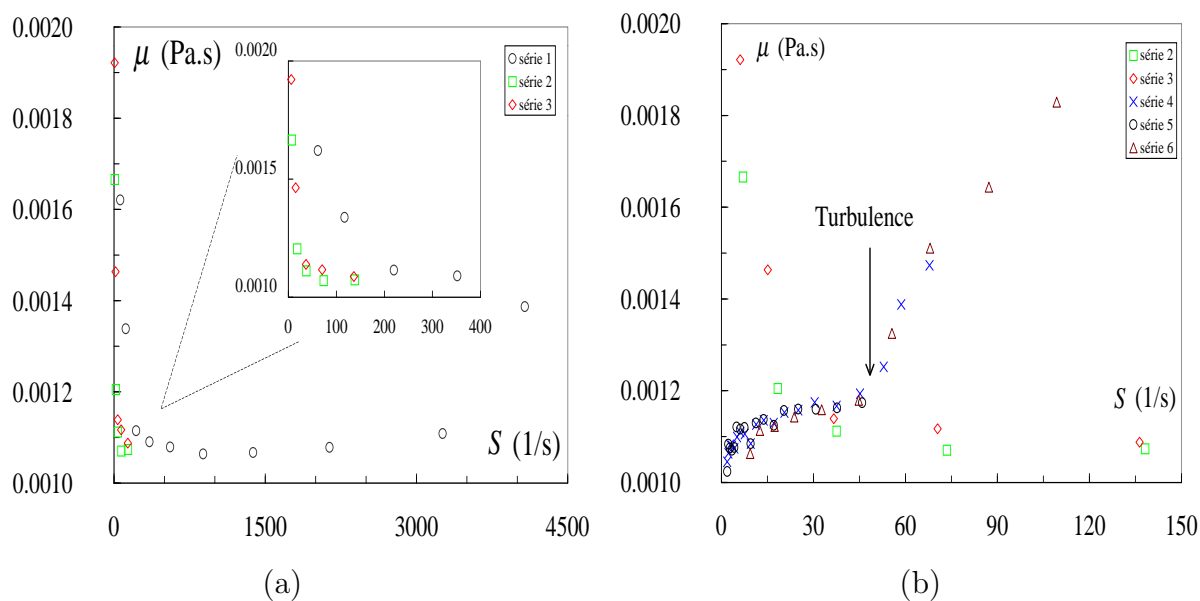 0.0020
0.0018
0.0016
0.0014
0.0012
0.0010
μ (Pa.s)
0.0020
0.0015
0.0010
0 100 200 300 400
série 1
série 2
série 3
S (1/s)
0 1500 3000 4500
(a)
0.0020
0.0018
0.0016
0.0014
0.0012
0.0010
μ (Pa.s)
série 2
série 3
série 4
série 5
série 6
Turbulence
S (1/s)
0 30 60 90 120 150
(b)